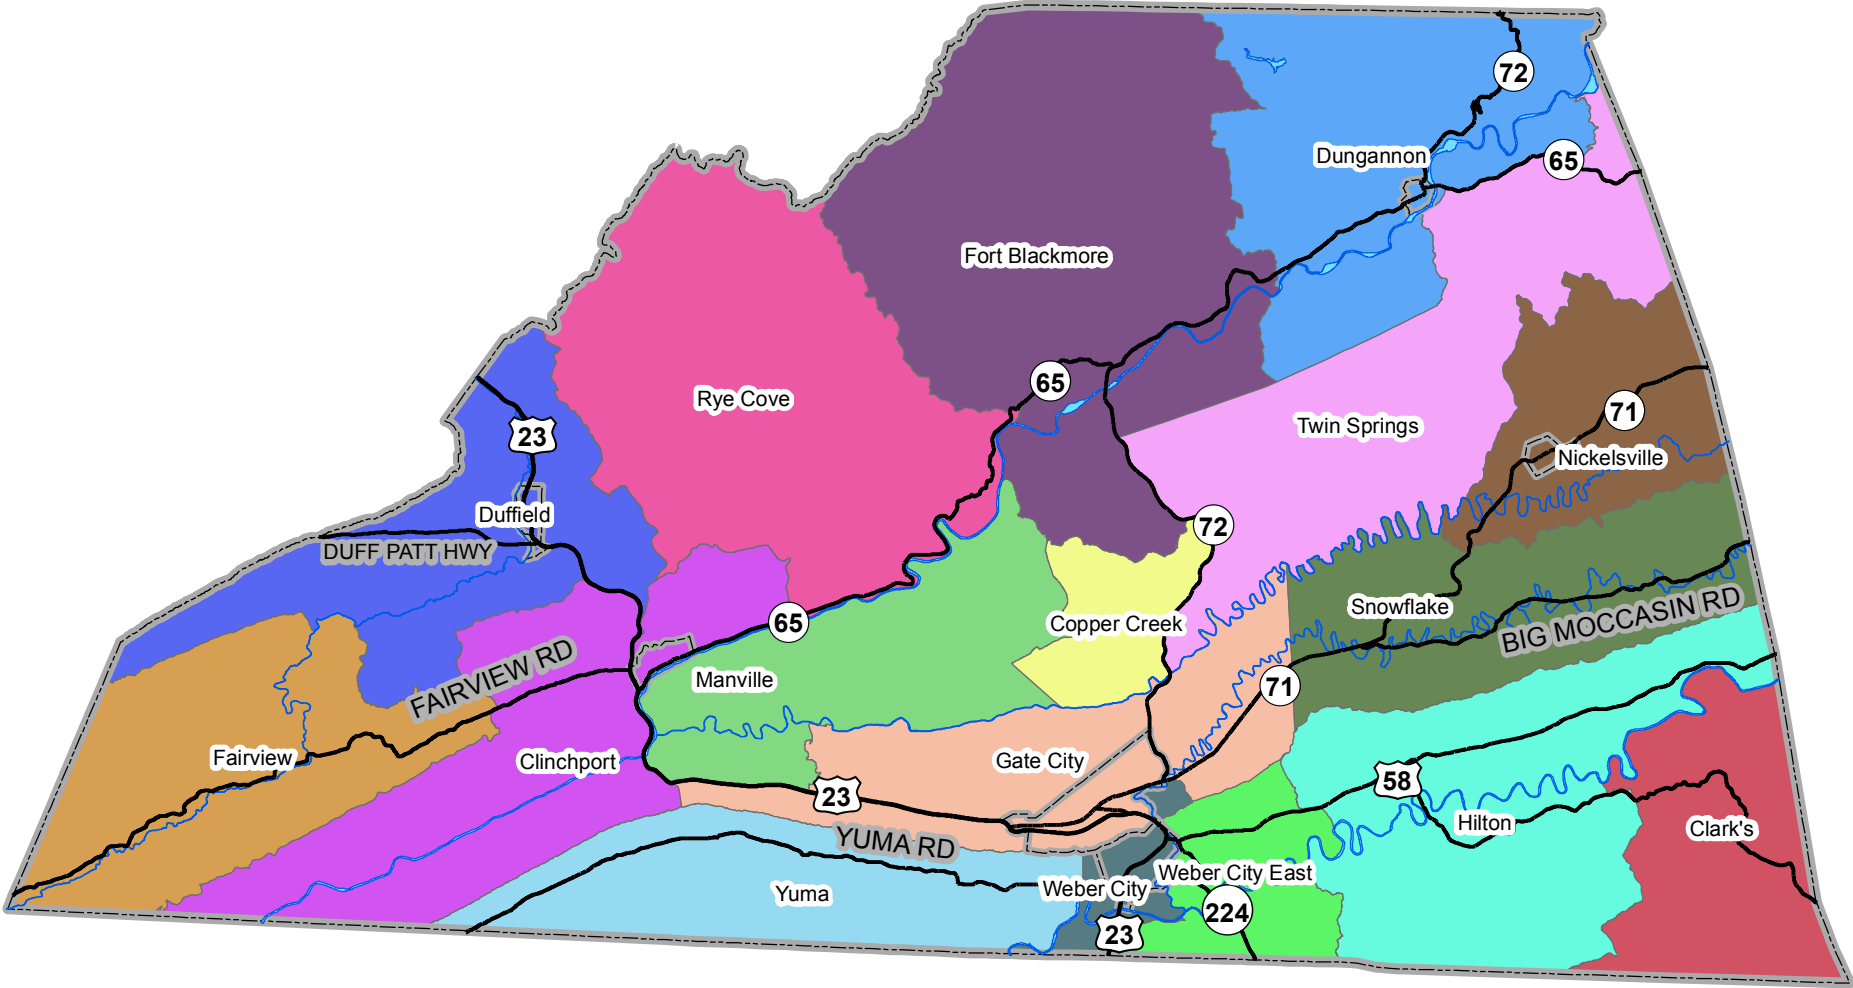 72
Dungannon
65
Fort Blackmore
65
Rye Cove
71
Twin Springs
23
Nickelsville
Duffield
72
DUFF PATT HWY
Snowflake
65
Copper Creek
BIG MOCCASIN RD
FAIRVIEW RD
Manville
71
Fairview
Clinchport
Gate City
58
23
Hilton
Clark's
YUMA RD
Weber City East
Yuma
Weber City
224
23